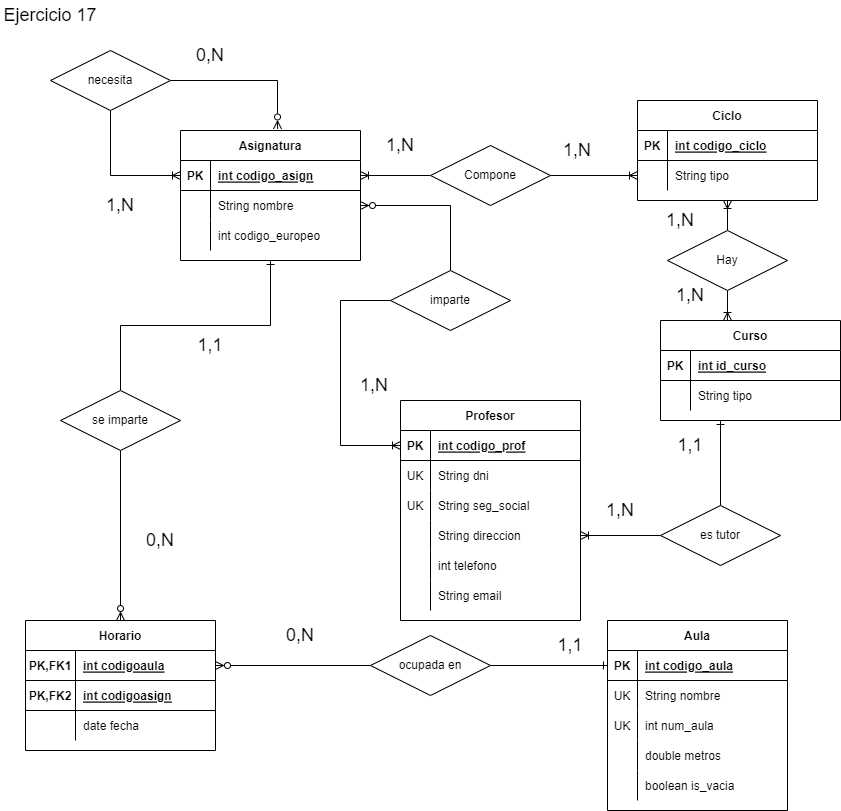 Ejercicio 17
0,N
necesita
1,N
Asignatura
PK int codigo_asign
String nombre
int codigo_europeo
1,N
Compone
1,N
Ciclo
PK int codigo_ciclo
String tipo
1,N
Hay
1,N
Curso
PK int id_curso
String tipo
imparte
1,N
1,1
se imparte
0,N
Profesor
PK int codigo_prof
UK String dni
UK String seg_social
String direccion
int telefono
String email
1,1
es tutor
1,N
Horario
PK,FK1 int codigoaula
PK,FK2 int codigoasign
date fecha
0,N
ocupada en
1,1
Aula
PK int codigo_aula
UK String nombre
UK int num_aula
double metros
boolean is_vacia